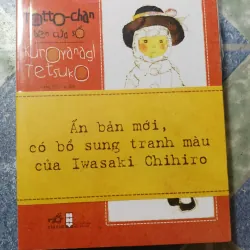 Totto-chan
bên cửa sổ
Kuroyanagi
Tetsuko
Ấn bản mới,
có bổ sung tranh màu
của Iwasaki Chihiro